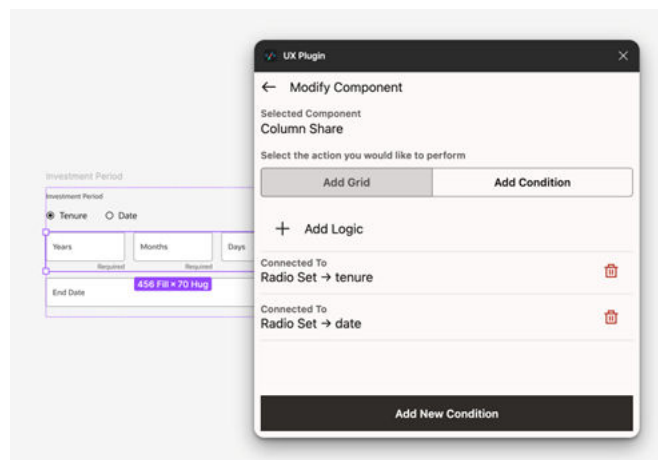 Investment Period
Investment Period
Tenure
Date
Years
Months
Days
Required
Required
456 Fill × 70 Hug
End Date
UX Plugin
← Modify Component
Selected Component
Column Share
Select the action you would like to perform
Add Grid
Add Condition
+ Add Logic
Connected To
Radio Set → tenure
Connected To
Radio Set → date
Add New Condition